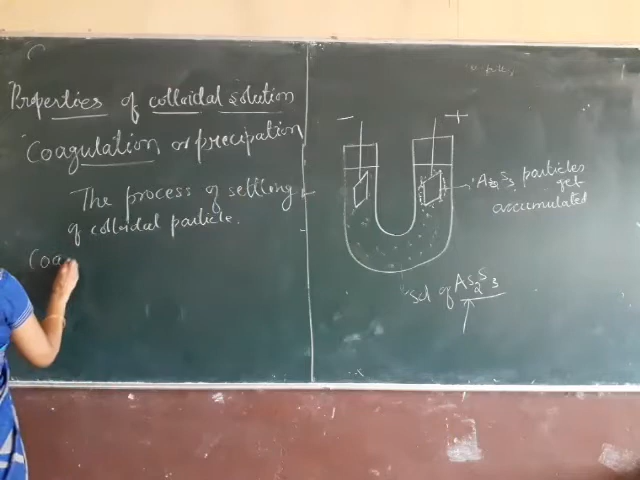 Properties of colloidal solution
Coagulation or precipation
The process of settling
of colloidal particle.
Coa
− +
As2S3 particles
get
accumulated
Sol of As2S3